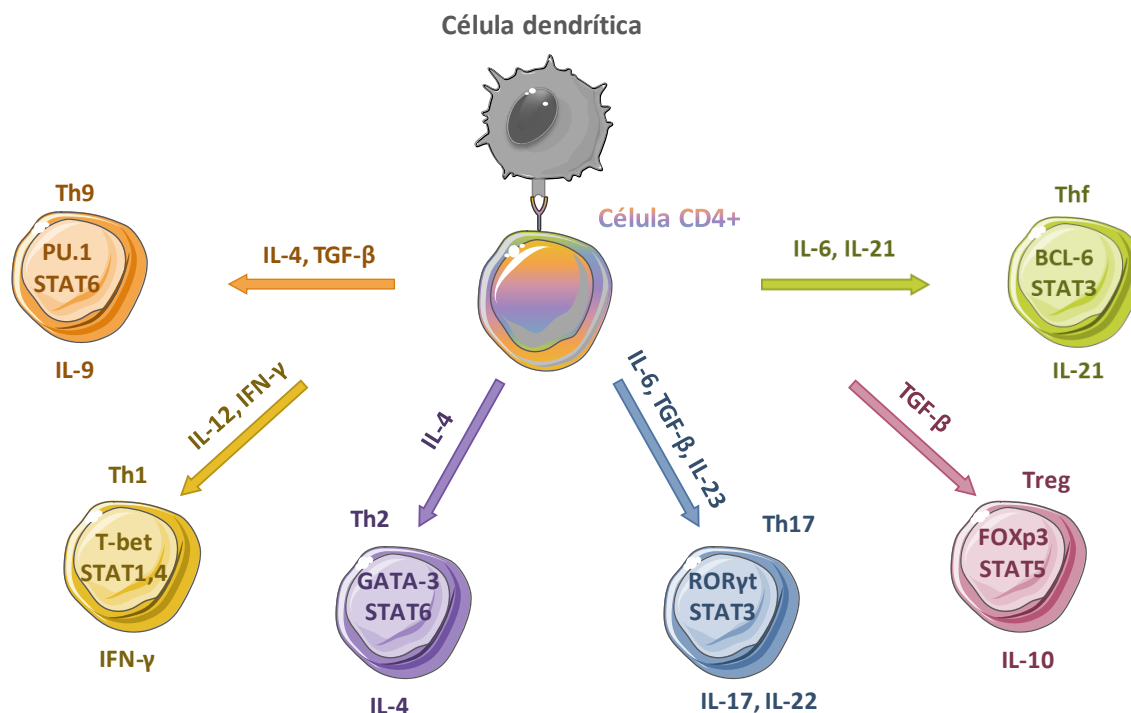 Célula dendrítica
Célula CD4+
Th9
PU.1
STAT6
IL-9
IL-4, TGF-β
IL-12, IFN-γ
Th1
T-bet
STAT1,4
IFN-γ
IL-4
Th2
GATA-3
STAT6
IL-4
IL-6, TGF-β, IL-23
Th17
RORγt
STAT3
IL-17, IL-22
TGF-β
Treg
FOXp3
STAT5
IL-10
IL-6, IL-21
Thf
BCL-6
STAT3
IL-21